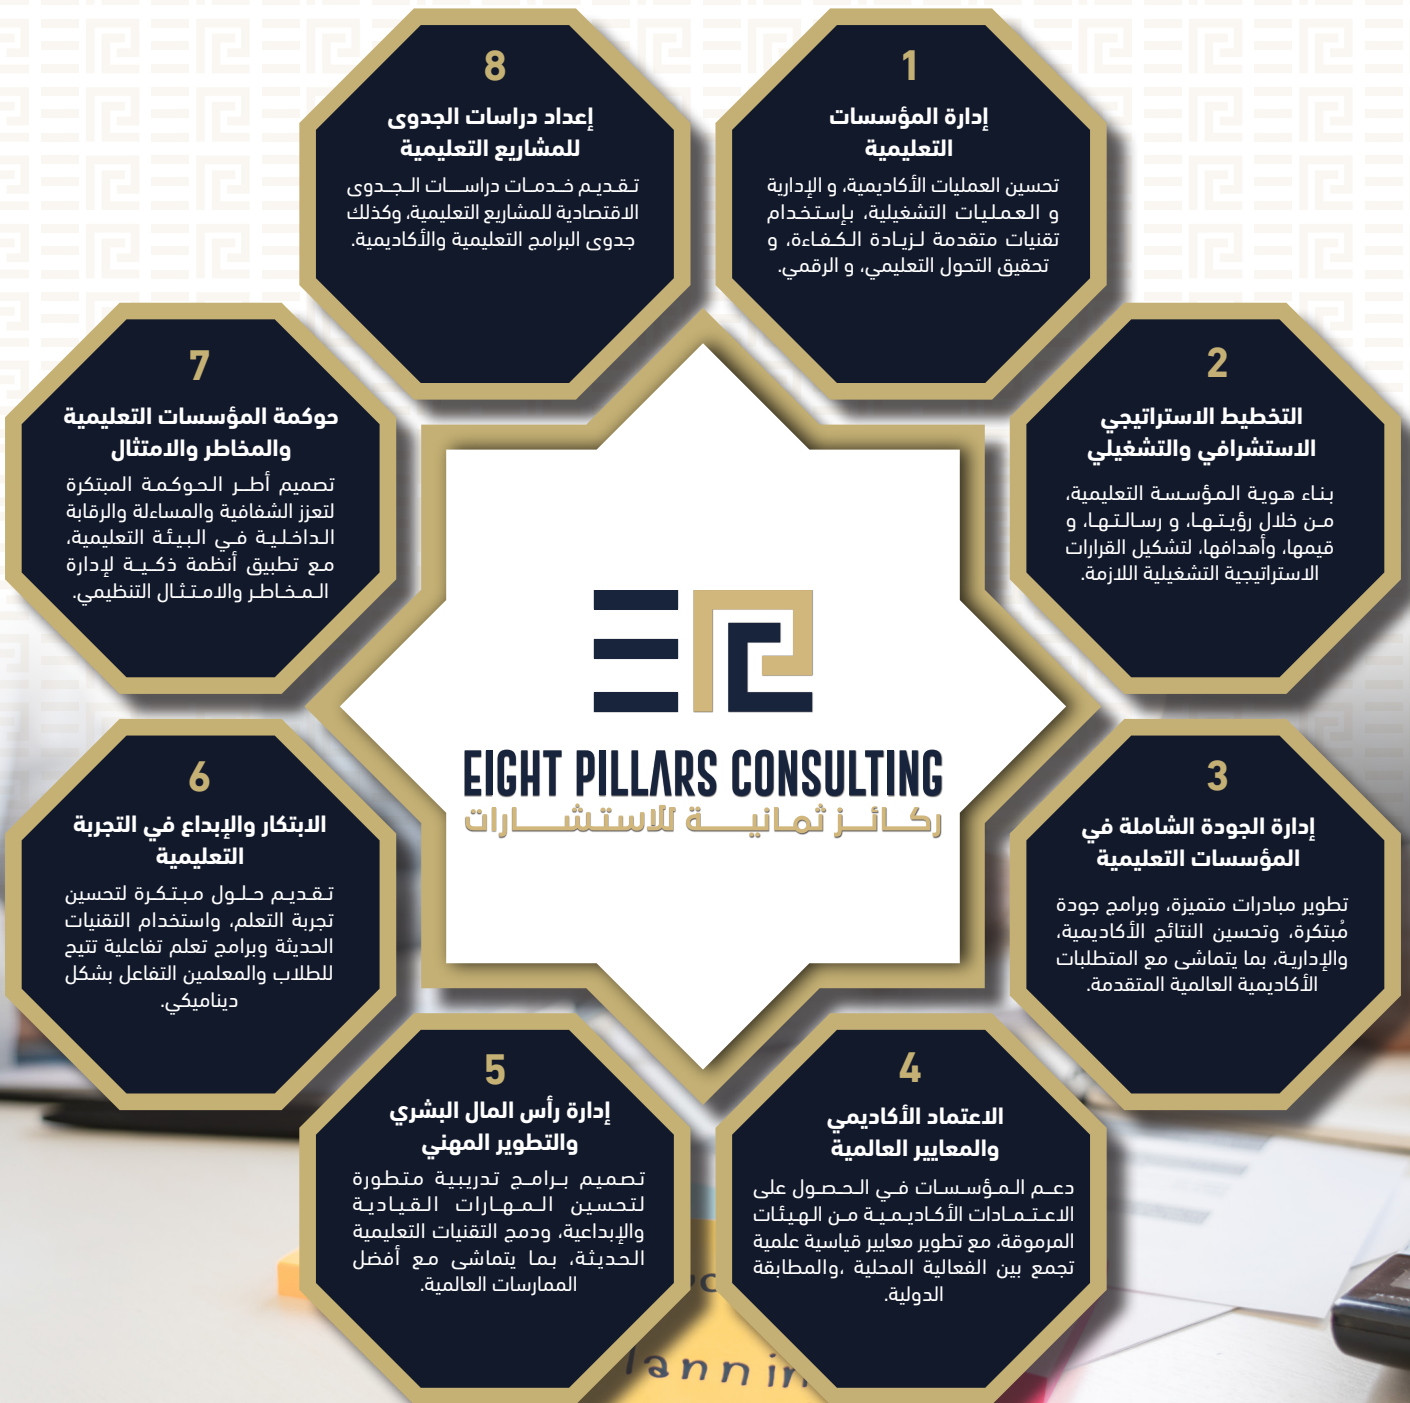 1
إدارة المؤسسات
التعليمية
تحسين العمليات الأكاديمية، و الإدارية
و العمليات التشغيلية، بإستخدام
تقنيات متقدمة لزيادة الكفاءة، و
تحقيق التحول التعليمي، و الرقمي.
2
التخطيط الاستراتيجي
الاستشرافي والتشغيلي
بناء هوية المؤسسة التعليمية،
من خلال رؤيتها، و رسالتها، و
قيمها، وأهدافها، لتشكيل القرارات
الاستراتيجية التشغيلية اللازمة.
3
إدارة الجودة الشاملة في
المؤسسات التعليمية
تطوير مبادرات متميزة، وبرامج جودة
مُبتكرة، وتحسين النتائج الأكاديمية،
والإدارية، بما يتماشى مع المتطلبات
الأكاديمية العالمية المتقدمة.
4
الاعتماد الأكاديمي
والمعايير العالمية
دعم المؤسسات في الحصول على
الاعتمادات الأكاديمية من الهيئات
المرموقة، مع تطوير معايير قياسية علمية
تجمع بين الفعالية المحلية ،والمطابقة
الدولية.
5
إدارة رأس المال البشري
والتطوير المهني
تصميم برامج تدريبية متطورة
لتحسين المهارات القيادية
والإبداعية، ودمج التقنيات التعليمية
الحديثة، بما يتماشى مع أفضل
الممارسات العالمية.
6
الابتكار والإبداع في التجربة
التعليمية
تقديم حلول مبتكرة لتحسين
تجربة التعلم، واستخدام التقنيات
الحديثة وبرامج تعلم تفاعلية تتيح
للطلاب والمعلمين التفاعل بشكل
ديناميكي.
7
حوكمة المؤسسات التعليمية
والمخاطر والامتثال
تصميم أطر الحوكمة المبتكرة
لتعزز الشفافية والمساءلة والرقابة
الداخلية في البيئة التعليمية،
مع تطبيق أنظمة ذكية لإدارة
المخاطر والامتثال التنظيمي.
8
إعداد دراسات الجدوى
للمشاريع التعليمية
تقديم خدمات دراسات الجدوى
الاقتصادية للمشاريع التعليمية، وكذلك
جدوى البرامج التعليمية والأكاديمية.
EIGHT PILLARS CONSULTING
ركائز ثمانية للاستشارات